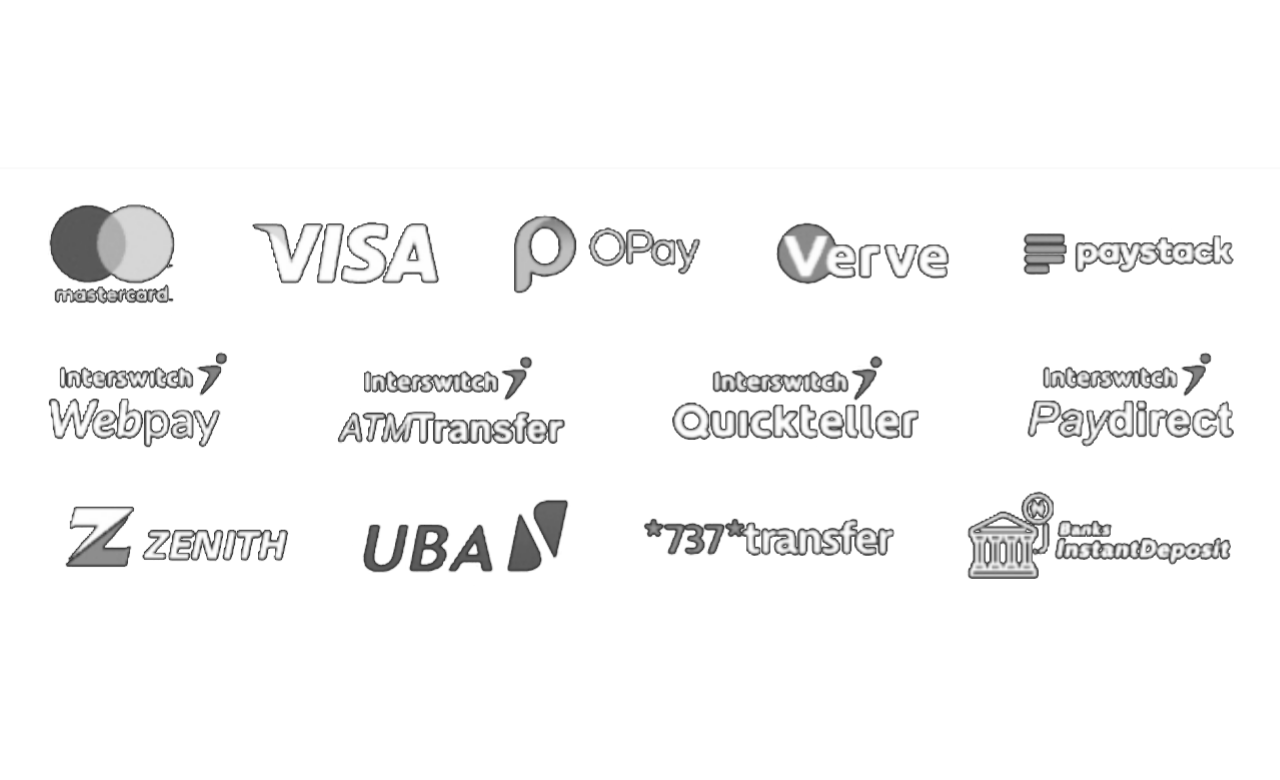 mastercard.
VISA
OPay
Verve
paystack
Interswitch
Webpay
Interswitch
ATMTransfer
Interswitch
Quickteller
Interswitch
Paydirect
Z ZENITH
UBA
*737*transfer
Banks
InstantDeposit